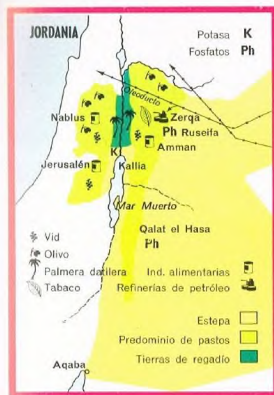 JORDANIA
Potasa K
Fosfatos Ph
Oleoducto
Nablus
Zerqa
Ph Ruseifa
Amman
K
Jerusalén
Kallia
Mar Muerto
Qalat el Hasa
Ph
Vid
Olivo
Palmera datilera
Tabaco
Ind. alimentarias
Refinerías de petróleo
Estepa
Predominio de pastos
Tierras de regadío
Aqaba